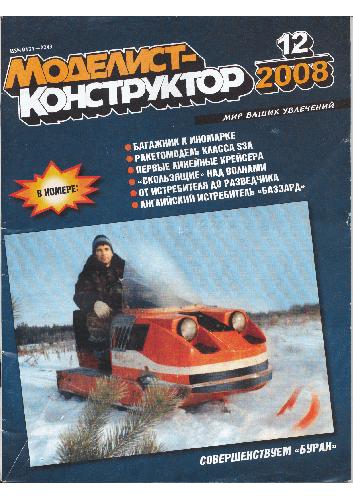 МОДЕЛИСТ-
КОНСТРУКТОР
12
2008
МИР ВАШИХ УВЛЕЧЕНИЙ
В НОМЕРЕ:
БАГАЖНИК К ИНОМАРКЕ
РАКЕТОМОДЕЛЬ КЛАССА S3A
ПЕРВЫЕ ЛИНЕЙНЫЕ КРЕЙСЕРА
«СКОЛЬЗЯЩИЕ» НАД ВОЛНАМИ
ОТ ИСТРЕБИТЕЛЯ ДО РАЗВЕДЧИКА
АНГЛИЙСКИЙ ИСТРЕБИТЕЛЬ «БАЗЗАРД»
СОВЕРШЕНСТВУЕМ «БУРАН»